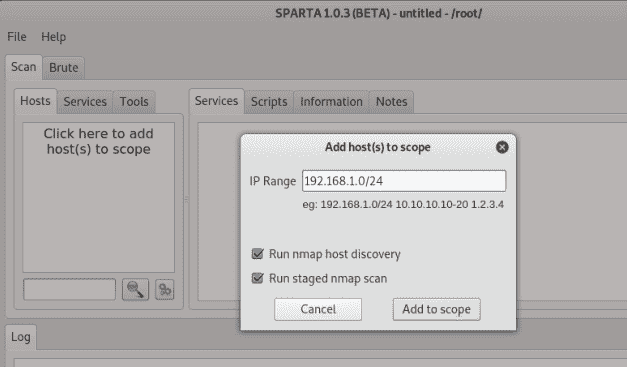 SPARTA 1.0.3 (BETA) - untitled - /root/
File Help
Scan Brute
Hosts Services Tools Services Scripts Information Notes
Click here to add
host(s) to scope
Add host(s) to scope
IP Range 192.168.1.0/24
eg: 192.168.1.0/24 10.10.10.10-20 1.2.3.4
Run nmap host discovery
Run staged nmap scan
Cancel Add to scope
Log